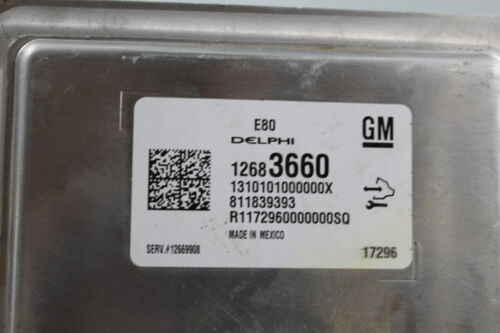 E80
DELPHI
GM
12683660
1310101000000X
811839393
R1172960000000SQ
MADE IN MEXICO
SERV.#12669908
17296